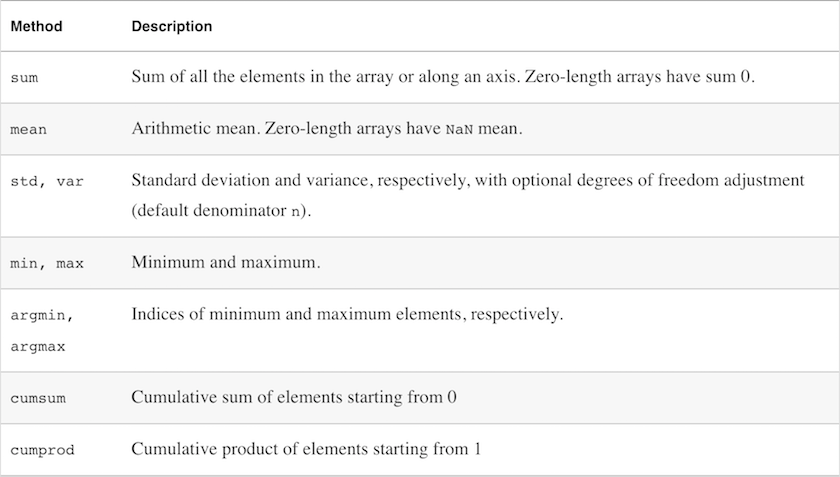 Method Description
sum Sum of all the elements in the array or along an axis. Zero-length arrays have sum 0.
mean Arithmetic mean. Zero-length arrays have NaN mean.
std, var Standard deviation and variance, respectively, with optional degrees of freedom adjustment
(default denominator n).
min, max Minimum and maximum.
argmin, Indices of minimum and maximum elements, respectively.
argmax
cumsum Cumulative sum of elements starting from 0
cumprod Cumulative product of elements starting from 1